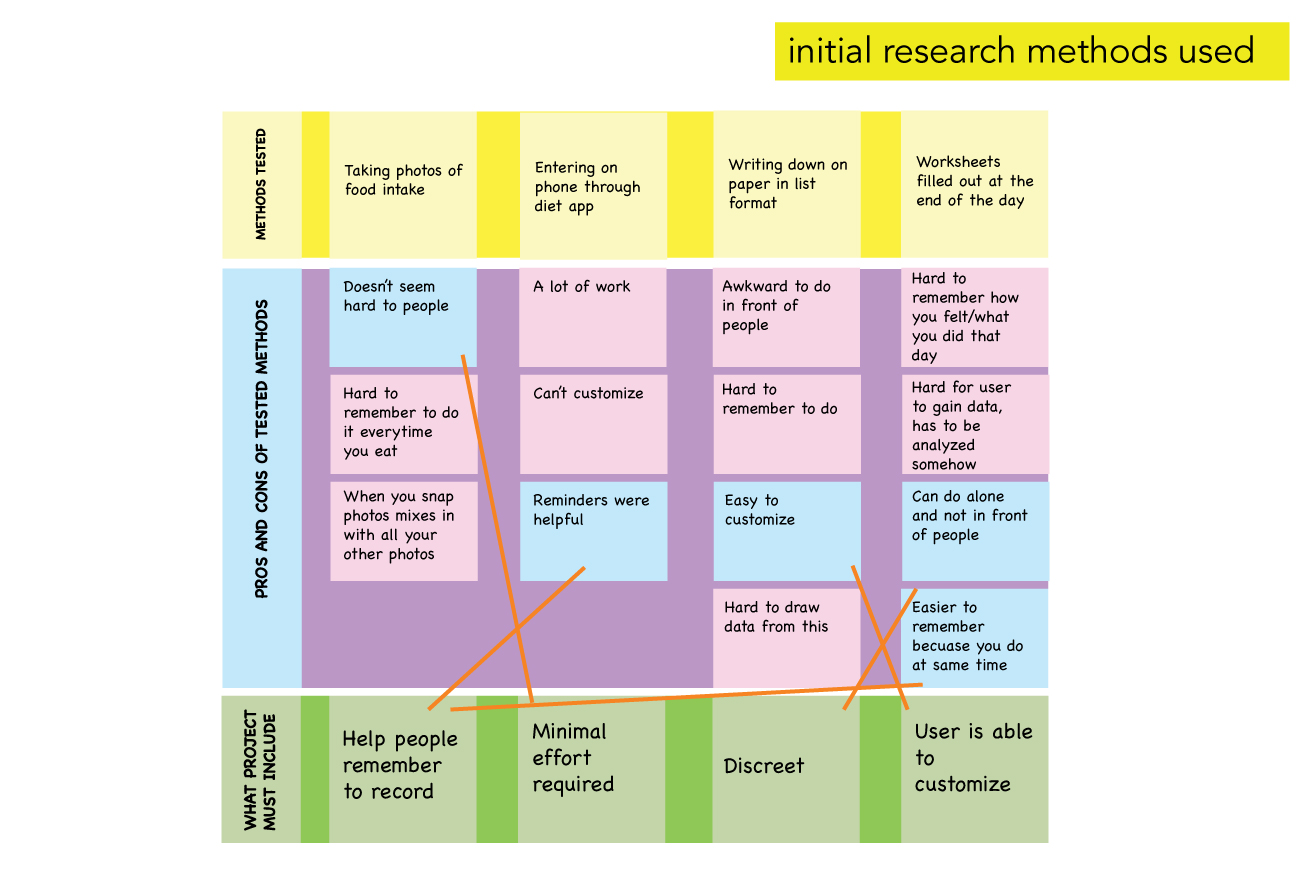 initial research methods used
METHODS TESTED
Taking photos of
food intake
Entering on
phone through
diet app
Writing down on
paper in list
format
Worksheets
filled out at the
end of the day
PROS AND CONS OF TESTED METHODS
Doesn't seem
hard to people
A lot of work
Awkward to do
in front of
people
Hard to
remember how
you felt/what
you did that
day
Hard to
remember to do
it everytime
you eat
Can't customize
Hard to
remember to do
Hard for user
to gain data,
has to be
analyzed
somehow
When you snap
photos mixes in
with all your
other photos
Reminders were
helpful
Easy to
customize
Can do alone
and not in front
of people
Hard to draw
data from this
Easier to
remember
becuase you do
at same time
WHAT PROJECT
MUST INCLUDE
Help people
remember
to record
Minimal
effort
required
Discreet
User is able
to
customize